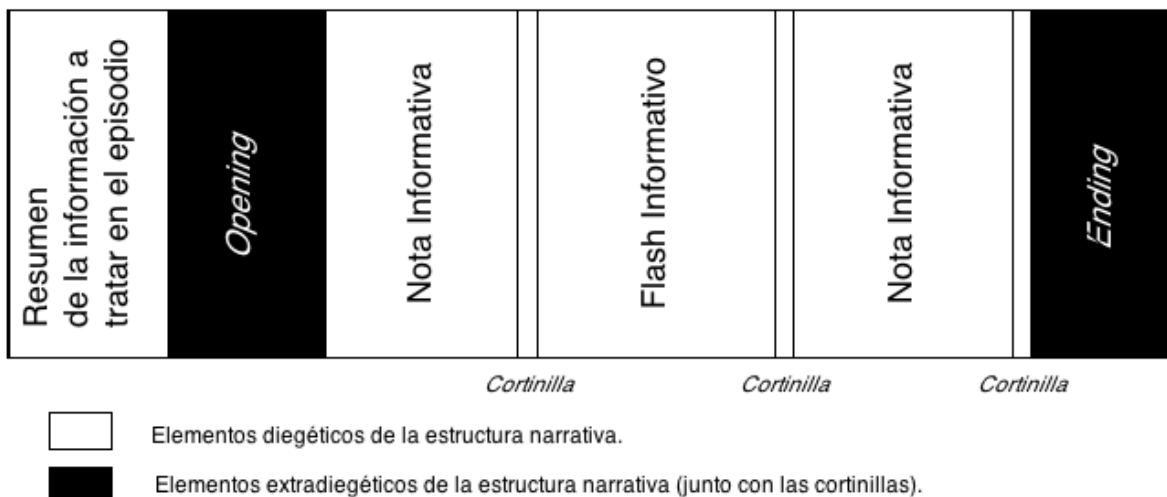 Resumen
de la información a
tratar en el episodio
Opening
Nota Informativa
Flash Informativo
Nota Informativa
Ending
Cortinilla
Cortinilla
Cortinilla
Elementos diegéticos de la estructura narrativa.
Elementos extradiegéticos de la estructura narrativa (junto con las cortinillas).